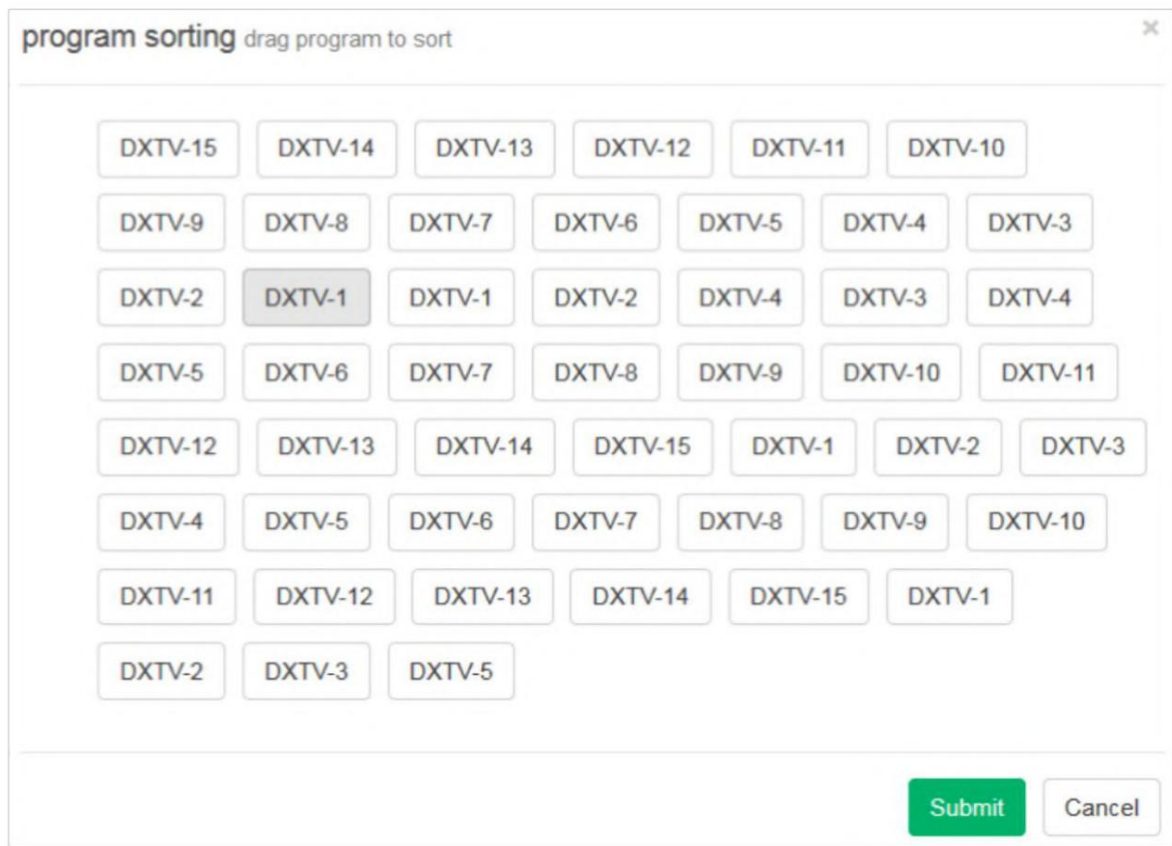 program sorting drag program to sort ×
DXTV-15 DXTV-14 DXTV-13 DXTV-12 DXTV-11 DXTV-10
DXTV-9 DXTV-8 DXTV-7 DXTV-6 DXTV-5 DXTV-4 DXTV-3
DXTV-2 DXTV-1 DXTV-1 DXTV-2 DXTV-4 DXTV-3 DXTV-4
DXTV-5 DXTV-6 DXTV-7 DXTV-8 DXTV-9 DXTV-10 DXTV-11
DXTV-12 DXTV-13 DXTV-14 DXTV-15 DXTV-1 DXTV-2 DXTV-3
DXTV-4 DXTV-5 DXTV-6 DXTV-7 DXTV-8 DXTV-9 DXTV-10
DXTV-11 DXTV-12 DXTV-13 DXTV-14 DXTV-15 DXTV-1
DXTV-2 DXTV-3 DXTV-5
Submit Cancel